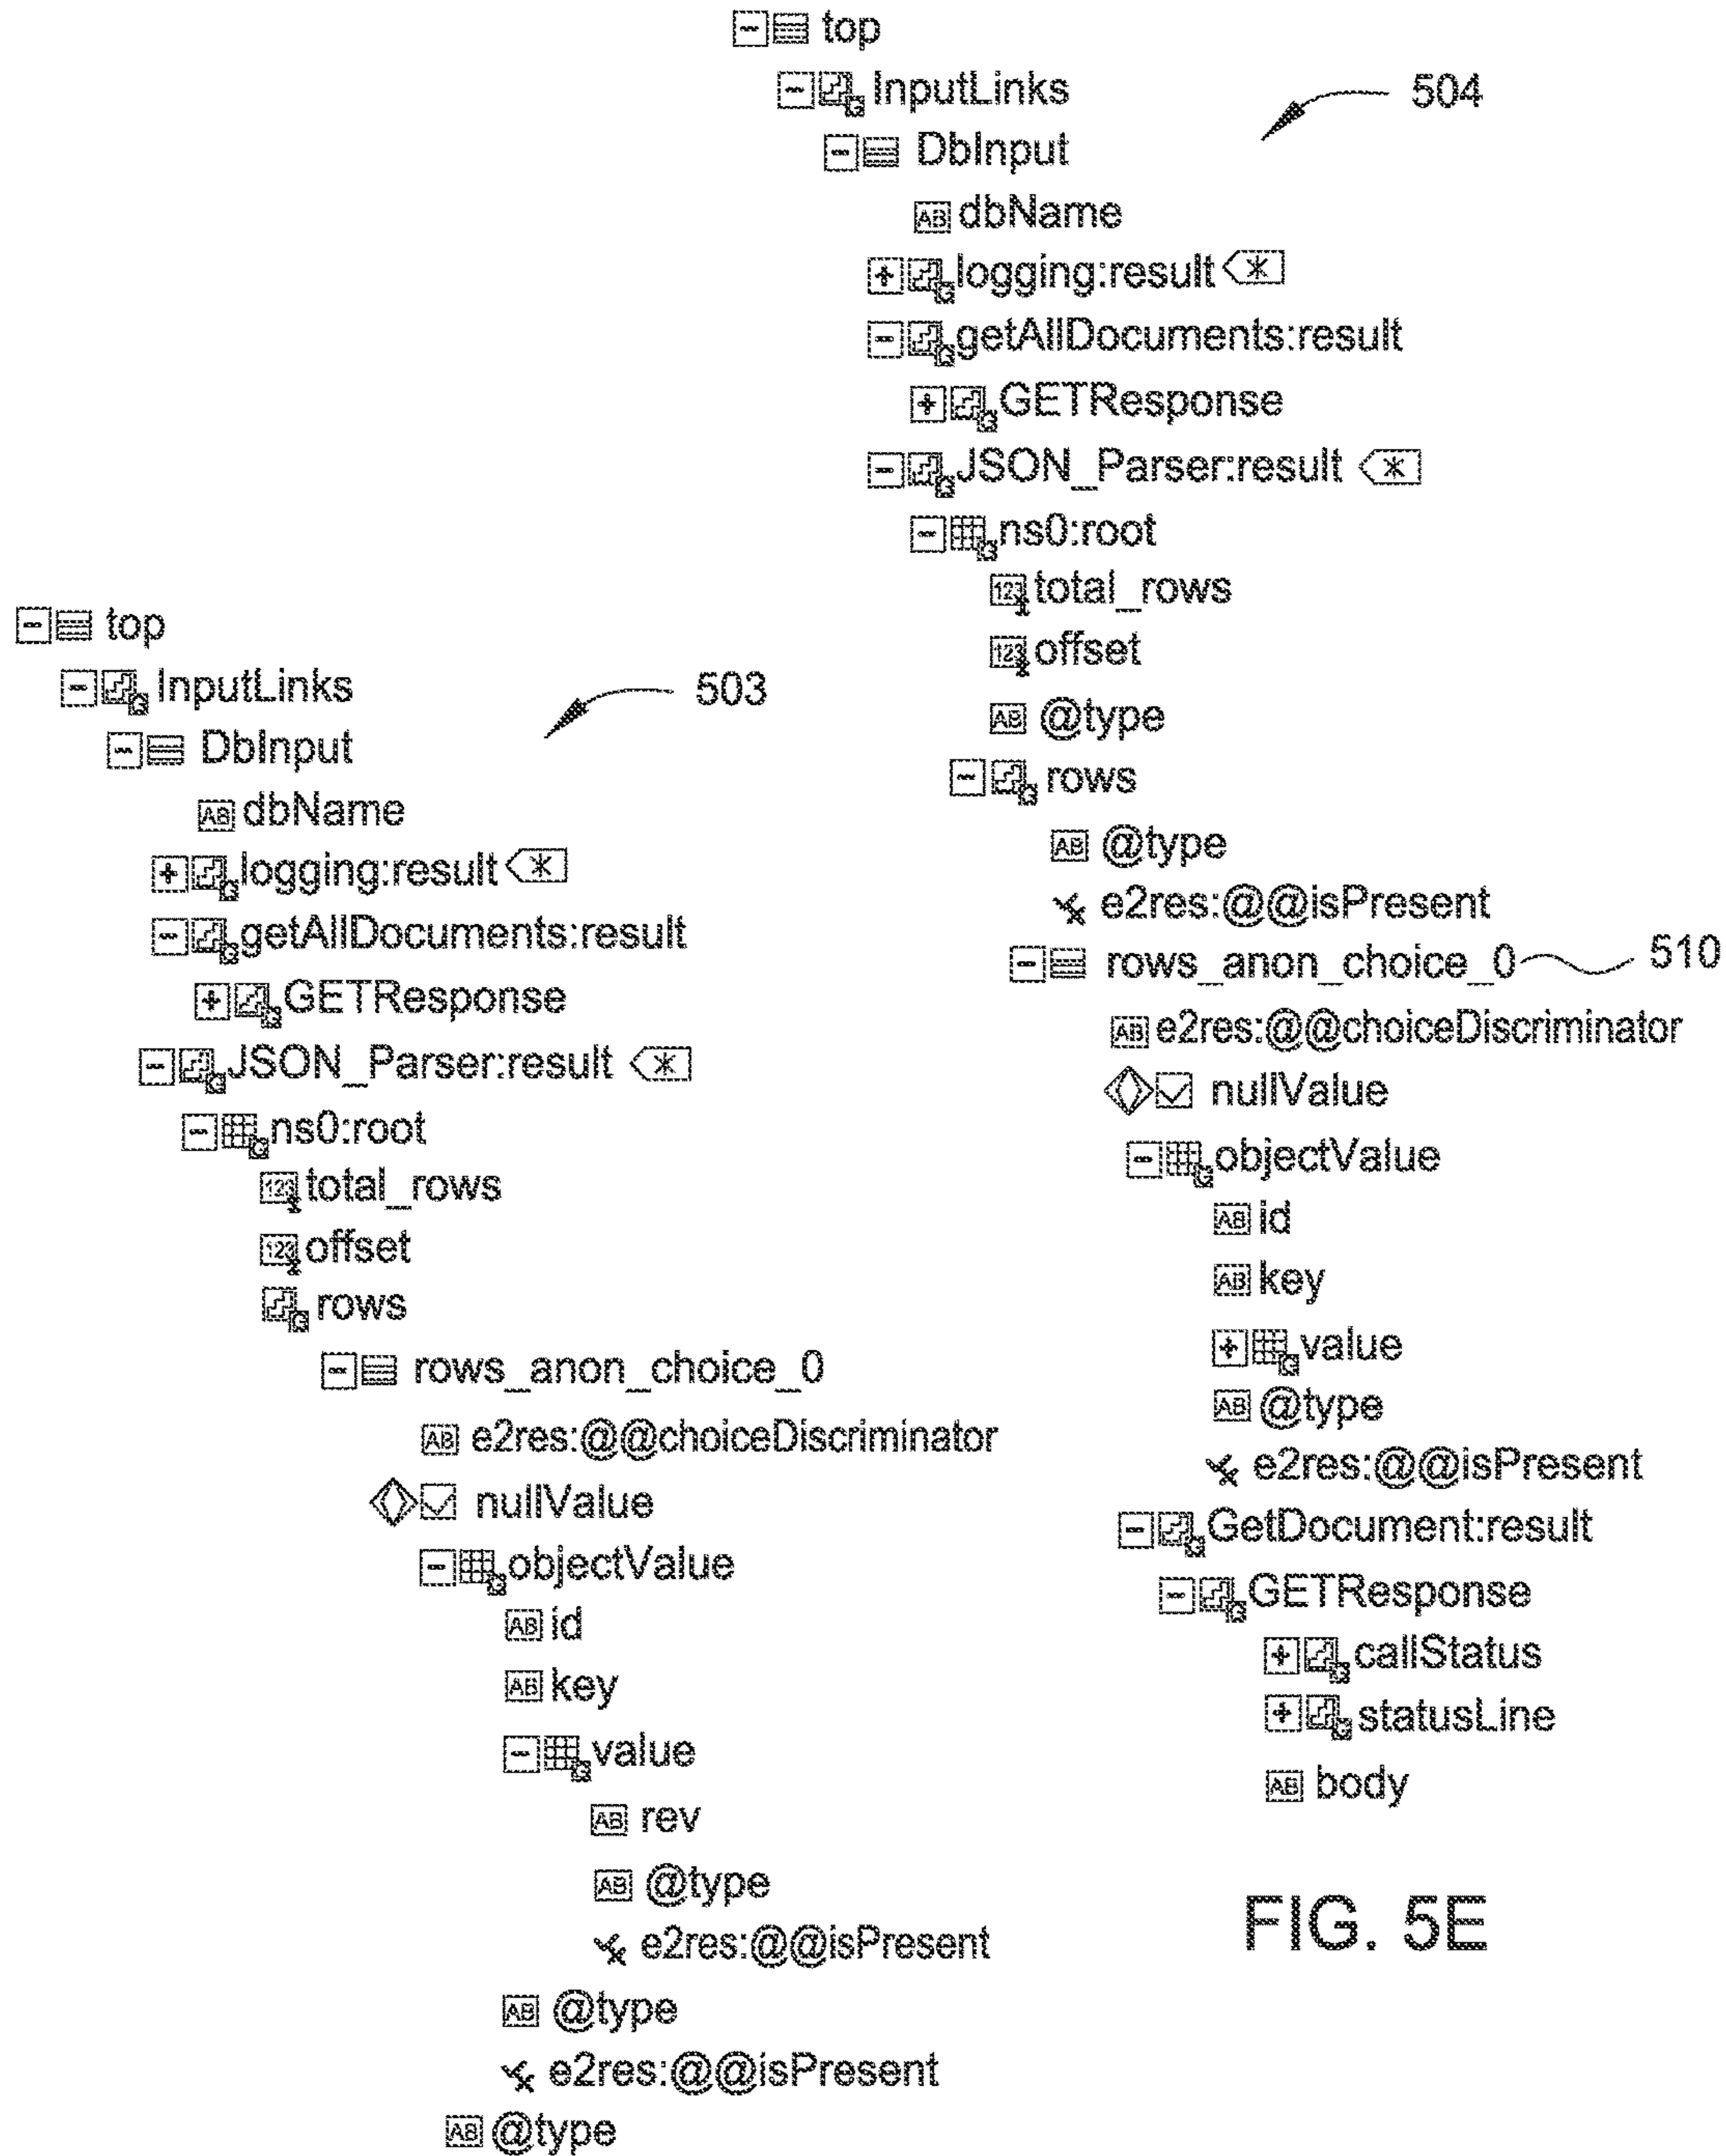 top
InputLinks
504
DbInput
dbName
logging:result
getAllDocuments:result
GETResponse
JSON_Parser:result
ns0:root
total_rows
offset
@type
rows
@type
e2res:@@isPresent
rows_anon_choice_0
510
e2res:@@choiceDiscriminator
nullValue
objectValue
id
key
value
@type
e2res:@@isPresent
GetDocument:result
GETResponse
callStatus
statusLine
body
top
InputLinks
503
DbInput
dbName
logging:result
getAllDocuments:result
GETResponse
JSON_Parser:result
ns0:root
total_rows
offset
rows
rows_anon_choice_0
e2res:@@choiceDiscriminator
nullValue
objectValue
id
key
value
rev
@type
e2res:@@isPresent
@type
e2res:@@isPresent
@type
FIG. 5E